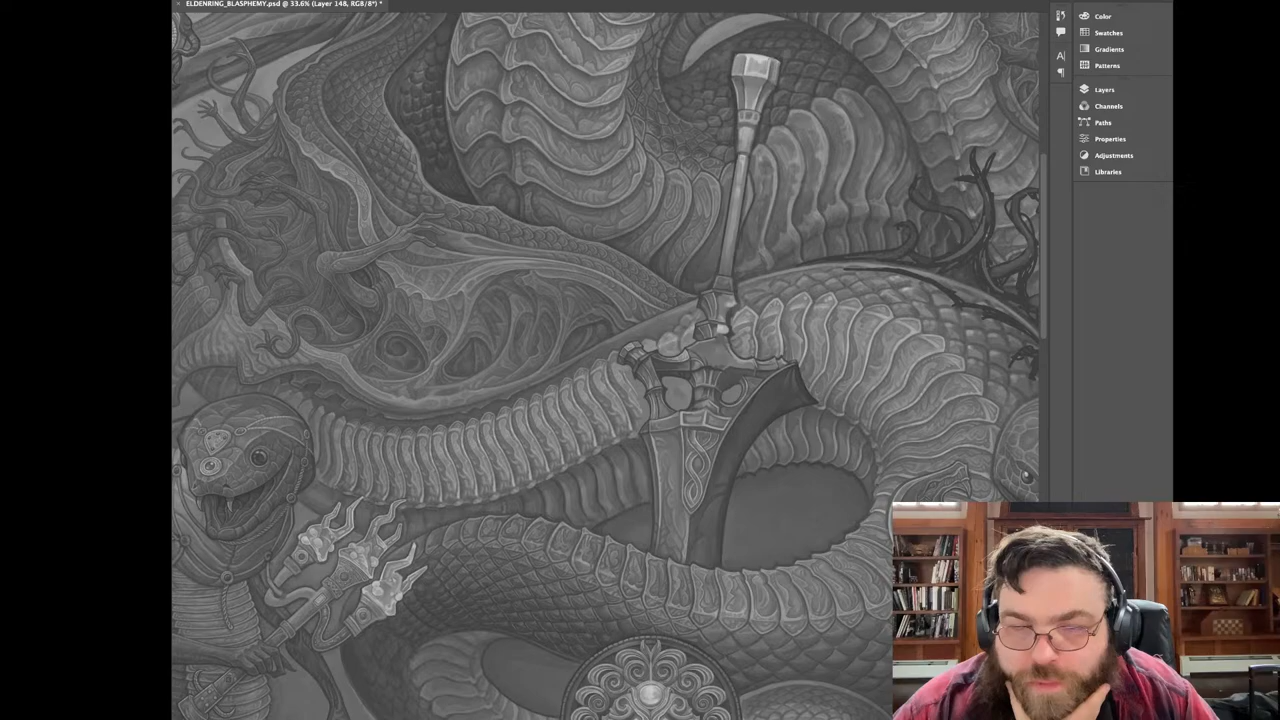 × ELDENRING_BLASPHEMY.psd @ 33.6% (Layer 148, RGB/8*) *
Color
Swatches
Gradients
A|
Patterns
¶
Layers
Channels
Paths
Properties
Adjustments
Libraries